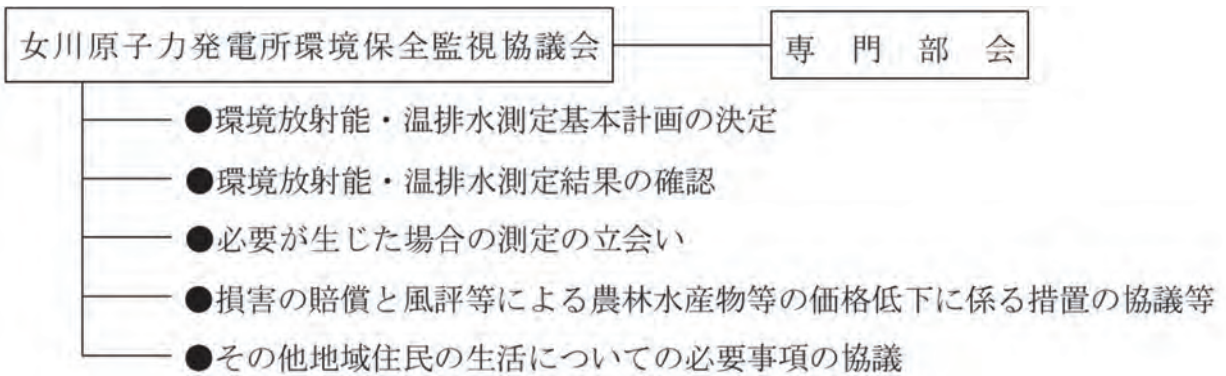 女川原子力発電所環境保全監視協議会
専門部会
●環境放射能・温排水測定基本計画の決定
●環境放射能・温排水測定結果の確認
●必要が生じた場合の測定の立会い
●損害の賠償と風評等による農林水産物等の価格低下に係る措置の協議等
●その他地域住民の生活についての必要事項の協議